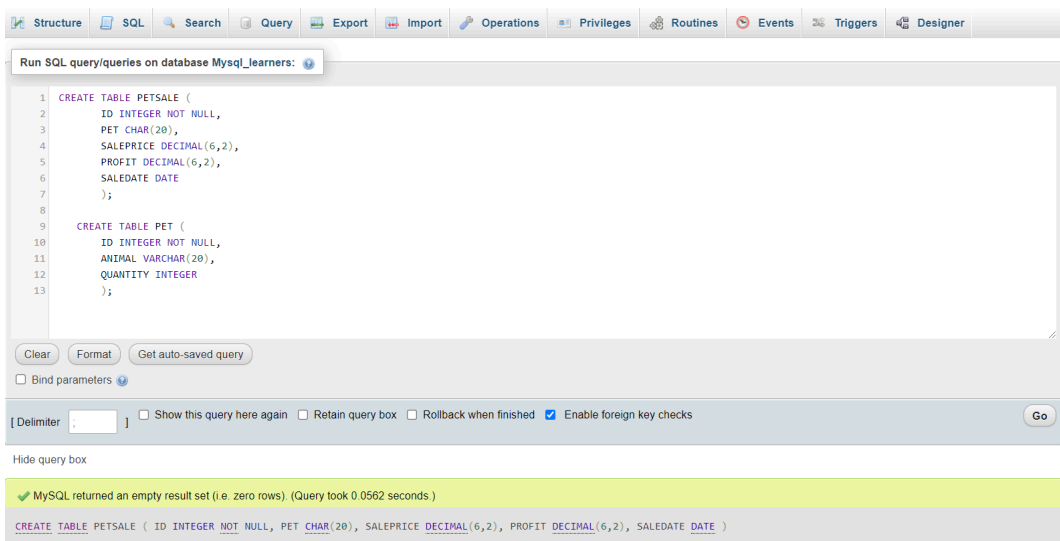 Structure SQL Search Query Export Import Operations Privileges Routines Events Triggers Designer
Run SQL query/queries on database Mysql_learners:
1 CREATE TABLE PETSALE (
2 ID INTEGER NOT NULL,
3 PET CHAR(20),
4 SALEPRICE DECIMAL(6,2),
5 PROFIT DECIMAL(6,2),
6 SALEDATE DATE
7 );
8
9 CREATE TABLE PET (
10 ID INTEGER NOT NULL,
11 ANIMAL VARCHAR(20),
12 QUANTITY INTEGER
13 );
Clear Format Get auto-saved query
Bind parameters
[ Delimiter ; ] Show this query here again Retain query box Rollback when finished Enable foreign key checks Go
Hide query box
MySQL returned an empty result set (i.e. zero rows). (Query took 0.0562 seconds.)
CREATE TABLE PETSALE ( ID INTEGER NOT NULL, PET CHAR(20), SALEPRICE DECIMAL(6,2), PROFIT DECIMAL(6,2), SALEDATE DATE )